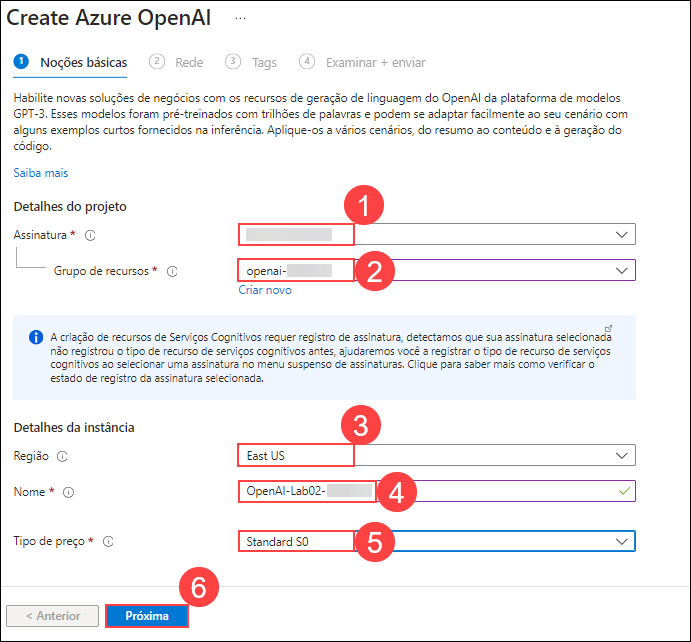 Create Azure OpenAI ...
1 Noções básicas 2 Rede 3 Tags 4 Examinar + enviar
Habilite novas soluções de negócios com os recursos de geração de linguagem do OpenAI da plataforma de modelos
GPT-3. Esses modelos foram pré-treinados com trilhões de palavras e podem se adaptar facilmente ao seu cenário com
alguns exemplos curtos fornecidos na inferência. Aplique-os a vários cenários, do resumo ao conteúdo e à geração do
código.
Saiba mais
Detalhes do projeto
1
Assinatura *
Grupo de recursos * openai- 2
Criar novo
A criação de recursos de Serviços Cognitivos requer registro de assinatura, detectamos que sua assinatura selecionada
não registrou o tipo de recurso de serviços cognitivos antes, ajudaremos você a registrar o tipo de recurso de serviços
cognitivos ao selecionar uma assinatura no menu suspenso de assinaturas. Clique para saber mais como verificar o
estado de registro da assinatura selecionada.
Detalhes da instância
3
Região East US
Nome * OpenAI-Lab02- 4
Tipo de preço * Standard S0 5
6
< Anterior Próxima